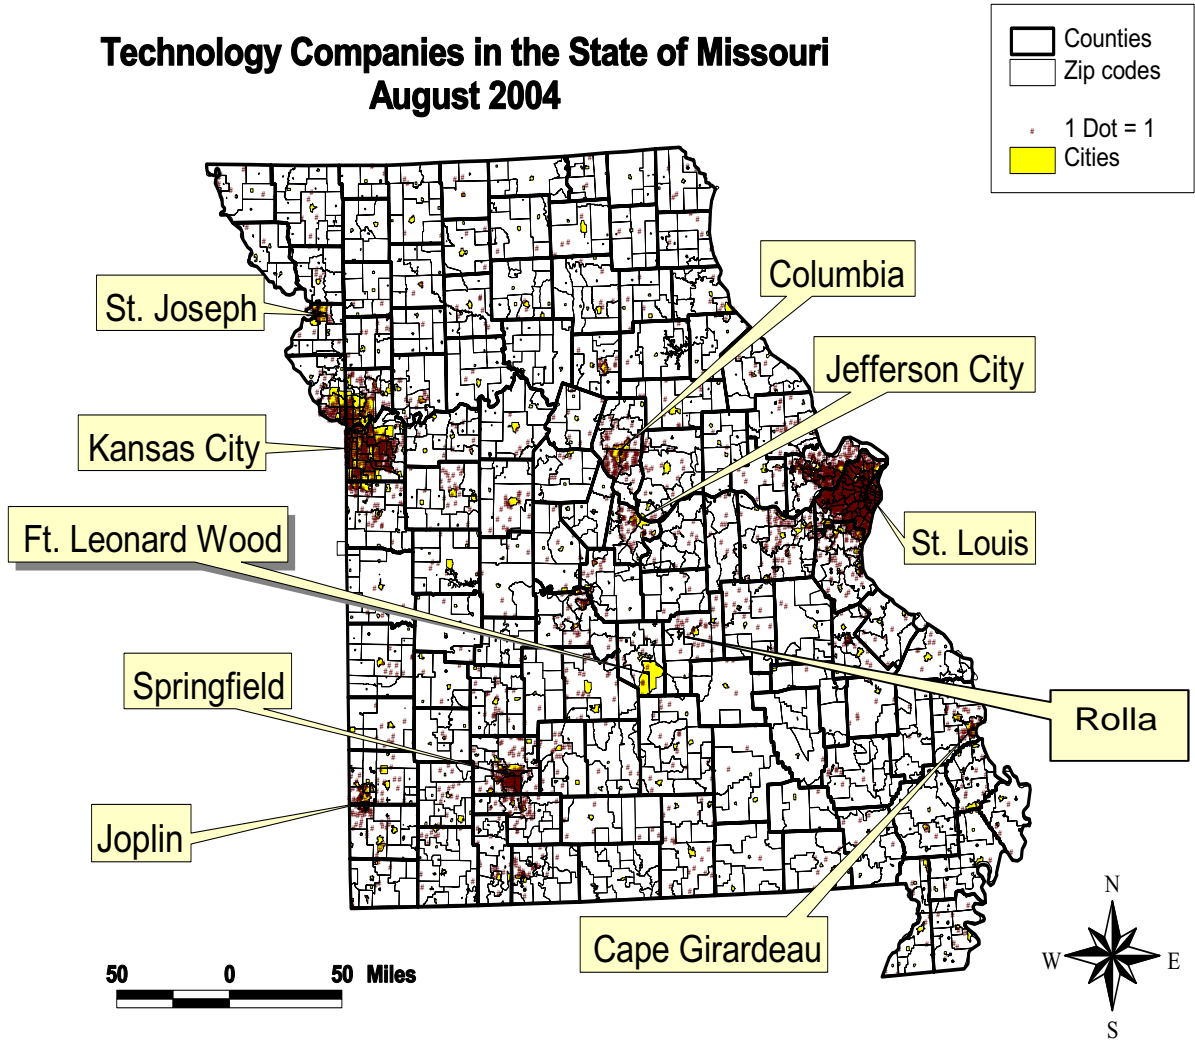 Technology Companies in the State of Missouri
August 2004
Counties
Zip codes
# 1 Dot = 1
Cities
Columbia
St. Joseph
Jefferson City
Kansas City
Ft. Leonard Wood
St. Louis
Springfield
Rolla
Joplin
Cape Girardeau
50 0 50 Miles
N
W E
S